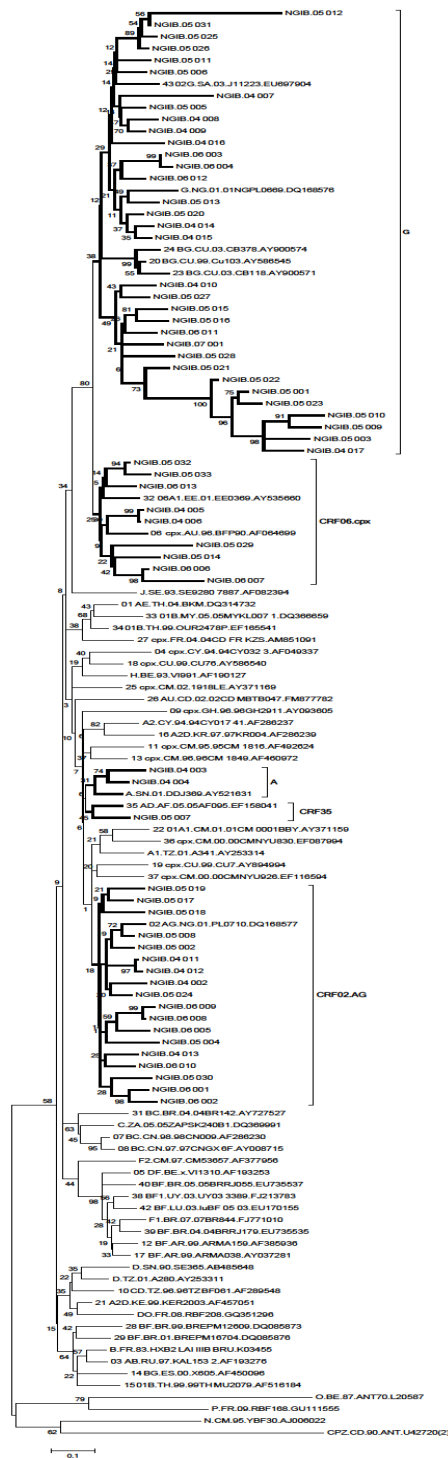 NGIB.05 012
NGIB.05 031
NGIB.05 025
NGIB.05 026
NGIB.05 011
NGIB.05 006
43 02G.SA.03.J11223.EU697904
NGIB.04 007
NGIB.05 005
NGIB.04 008
NGIB.04 009
NGIB.04 016
NGIB.06 003
NGIB.06 004
NGIB.06 012
G.NG.01.01NGPL0669.DQ168576
NGIB.05 013
NGIB.05 020
NGIB.04 014
NGIB.04 015
24 BG.CU.03.CB378.AY900574
20 BG.CU.99.Cu103.AY586545
23 BG.CU.03.CB118.AY900571
NGIB.04 010
NGIB.05 027
NGIB.05 015
NGIB.05 016
NGIB.06 011
NGIB.07 001
NGIB.05 028
NGIB.05 021
NGIB.05 022
NGIB.05 001
NGIB.05 023
NGIB.05 010
NGIB.05 009
NGIB.05 003
NGIB.04 017
G
NGIB.05 032
NGIB.05 033
NGIB.06 013
32 06A1.EE.01.EE0369.AY535660
NGIB.04 005
NGIB.04 006
06 cpx.AU.96.BFP90.AF064699
NGIB.05 029
NGIB.05 014
NGIB.06 006
NGIB.06 007
CRF06.cpx
J.SE.93.SE9280 7887.AF082394
01 AE.TH.04.BKM.DQ314732
33 01B.MY.05.05MYKL007 1.DQ366659
34 01B.TH.99.OUR2478P.EF165541
27 cpx.FR.04.04CD FR KZS.AM851091
04 cpx.CY.94.94CY032 3.AF049337
18 cpx.CU.99.CU76.AY586540
H.BE.93.VI991.AF190127
25 cpx.CM.02.1918LE.AY371169
26 AU.CD.02.02CD MBTB047.FM877782
09 cpx.GH.96.96GH2911.AY093605
A2.CY.94.94CY017 41.AF286237
16 A2D.KR.97.97KR004.AF286239
11 cpx.CM.95.95CM 1816.AF492624
13 cpx.CM.96.96CM 1849.AF460972
NGIB.04 003
NGIB.04 004
A.SN.01.DDJ369.AY521631
A
35 AD.AF.05.05AF095.EF158041
NGIB.05 007
CRF35
22 01A1.CM.01.01CM 0001BBY.AY371159
36 cpx.CM.00.00CMNYU830.EF087994
A1.TZ.01.A341.AY253314
19 cpx.CU.99.CU7.AY894994
37 cpx.CM.00.00CMNYU926.EF116594
NGIB.05 019
NGIB.05 017
NGIB.05 018
02 AG.NG.01.PL0710.DQ168577
NGIB.05 008
NGIB.05 002
NGIB.04 011
NGIB.04 012
NGIB.04 002
NGIB.05 024
NGIB.06 009
NGIB.06 008
NGIB.06 005
NGIB.05 004
NGIB.04 013
NGIB.06 010
NGIB.05 030
NGIB.06 001
NGIB.06 002
CRF02.AG
31 BC.BR.04.04BR142.AY727527
C.ZA.05.05ZAPSK240B1.DQ369991
07 BC.CN.98.98CN009.AF286230
08 BC.CN.97.97CNGX 6F.AY008715
F2.CM.97.CM53657.AF377956
05 DF.BE.x.VI1310.AF193253
40 BF.BR.05.05BRRJ055.EU735537
38 BF1.UY.03.UY03 3389.FJ213783
42 BF.LU.03.luBF 05 03.EU170155
F1.BR.07.07BR844.FJ771010
39 BF.BR.04.04BRRJ179.EU735535
12 BF.AR.99.ARMA159.AF385936
17 BF.AR.99.ARMA038.AY037281
D.SN.90.SE365.AB485648
D.TZ.01.A280.AY253311
10 CD.TZ.96.96TZBF061.AF289548
21 A2D.KE.99.KER2003.AF457051
DO.FR.08.RBF208.GQ351296
28 BF.BR.99.BREPM12609.DQ085873
29 BF.BR.01.BREPM16704.DQ085876
B.FR.83.HXB2 LAI IIIB BRU.K03455
03 AB.RU.97.KAL153 2.AF193276
14 BG.ES.00.X605.AF450096
15 01B.TH.99.99TH MU2079.AF516184
O.BE.87.ANT70.L20587
P.FR.09.RBF168.GU111555
N.CM.95.YBF30.AJ006022
CPZ.CD.90.ANT.U42720(2)
0.1